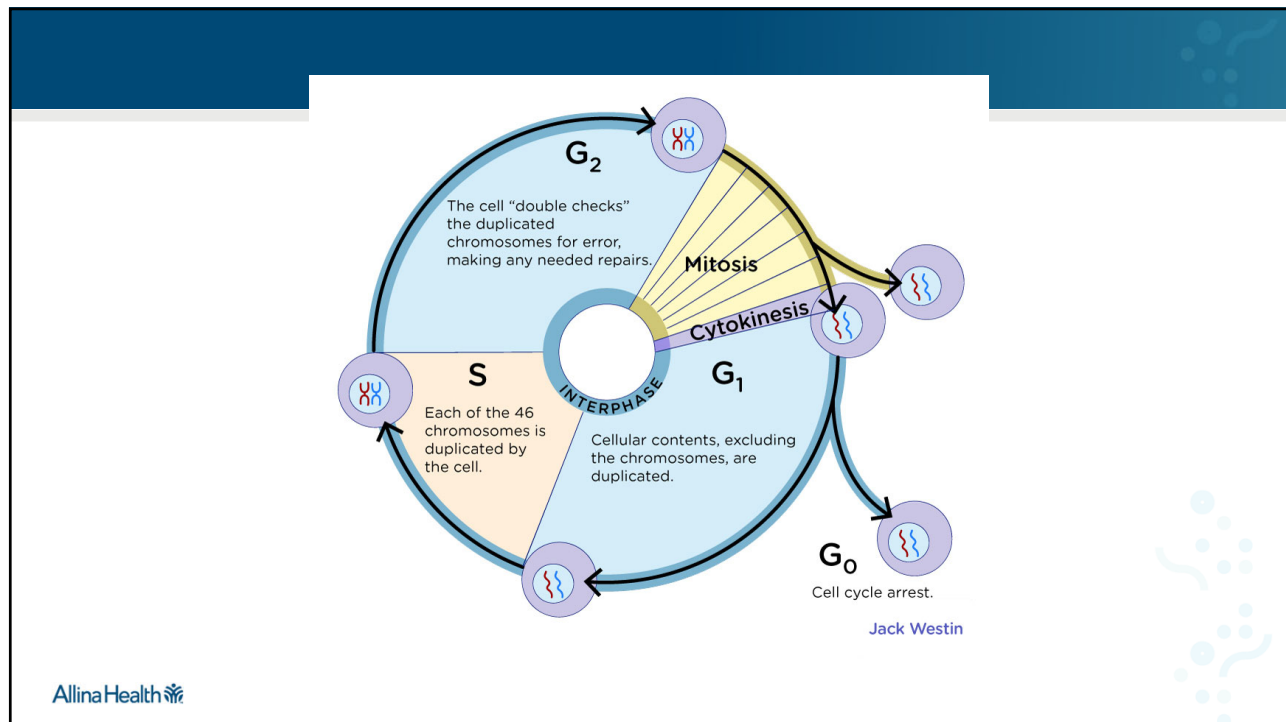 G2
The cell “double checks”
the duplicated
chromosomes for error,
making any needed repairs.
Mitosis
Cytokinesis
S
Each of the 46
chromosomes is
duplicated by
the cell.
INTERPHASE
G1
Cellular contents, excluding
the chromosomes, are
duplicated.
G0
Cell cycle arrest.
Jack Westin
Allina Health